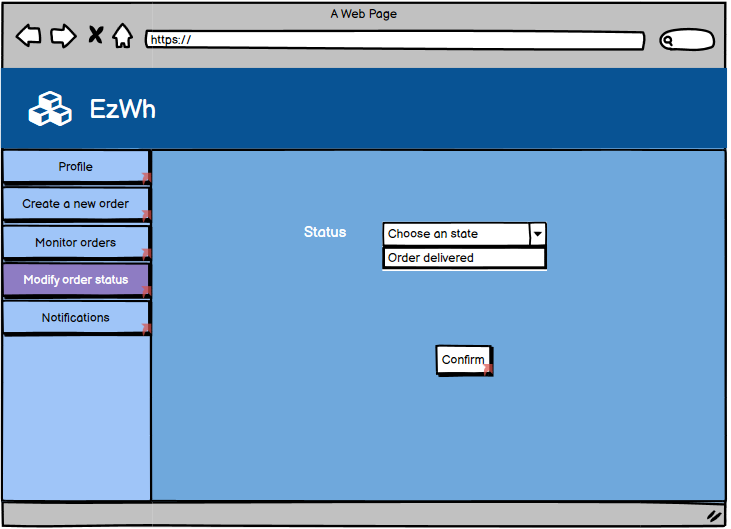 A Web Page
https://
EzWh
Profile
Create a new order
Monitor orders
Modify order status
Notifications
Status
Choose an state
Order delivered
Confirm